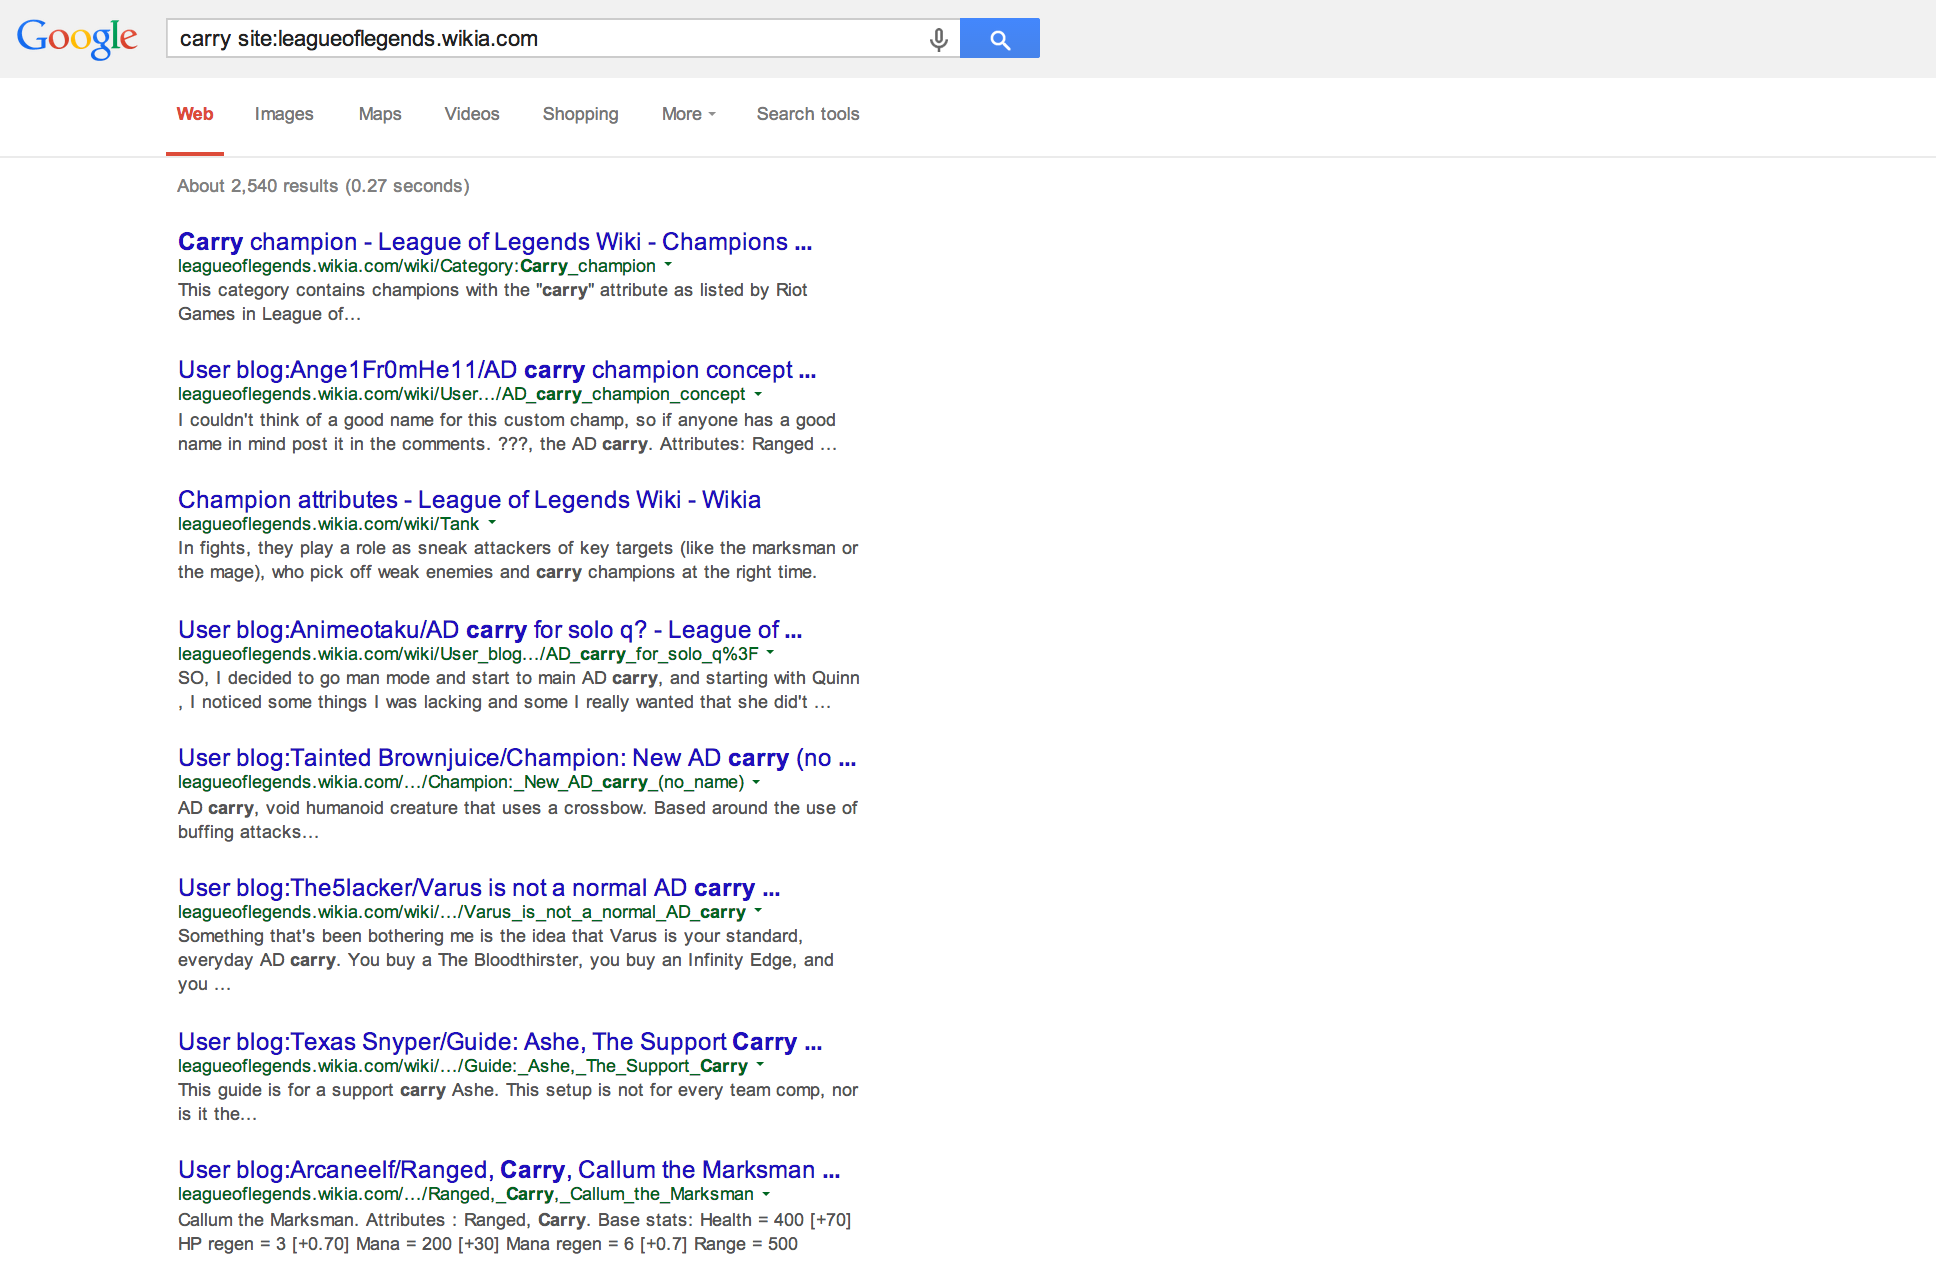 Google
carry site:leagueoflegends.wikia.com
Web Images Maps Videos Shopping More Search tools
About 2,540 results (0.27 seconds)
Carry champion - League of Legends Wiki - Champions ...
leagueoflegends.wikia.com/wiki/Category:Carry_champion
This category contains champions with the "carry" attribute as listed by Riot
Games in League of...
User blog:Ange1Fr0mHe11/AD carry champion concept ...
leagueoflegends.wikia.com/wiki/User.../AD_carry_champion_concept
I couldn't think of a good name for this custom champ, so if anyone has a good
name in mind post it in the comments. ???, the AD carry. Attributes: Ranged ...
Champion attributes - League of Legends Wiki - Wikia
leagueoflegends.wikia.com/wiki/Tank
In fights, they play a role as sneak attackers of key targets (like the marksman or
the mage), who pick off weak enemies and carry champions at the right time.
User blog:Animeotaku/AD carry for solo q? - League of ...
leagueoflegends.wikia.com/wiki/User_blog.../AD_carry_for_solo_q%3F
SO, I decided to go man mode and start to main AD carry, and starting with Quinn
, I noticed some things I was lacking and some I really wanted that she did't ...
User blog:Tainted Brownjuice/Champion: New AD carry (no ...
leagueoflegends.wikia.com/.../Champion:_New_AD_carry_(no_name)
AD carry, void humanoid creature that uses a crossbow. Based around the use of
buffing attacks...
User blog:The5lacker/Varus is not a normal AD carry ...
leagueoflegends.wikia.com/wiki/.../Varus_is_not_a_normal_AD_carry
Something that's been bothering me is the idea that Varus is your standard,
everyday AD carry. You buy a The Bloodthirster, you buy an Infinity Edge, and
you ...
User blog:Texas Snyper/Guide: Ashe, The Support Carry ...
leagueoflegends.wikia.com/wiki/.../Guide:_Ashe,_The_Support_Carry
This guide is for a support carry Ashe. This setup is not for every team comp, nor
is it the...
User blog:Arcaneelf/Ranged, Carry, Callum the Marksman ...
leagueoflegends.wikia.com/.../Ranged,_Carry,_Callum_the_Marksman
Callum the Marksman. Attributes : Ranged, Carry. Base stats: Health = 400 [+70]
HP regen = 3 [+0.70] Mana = 200 [+30] Mana regen = 6 [+0.7] Range = 500